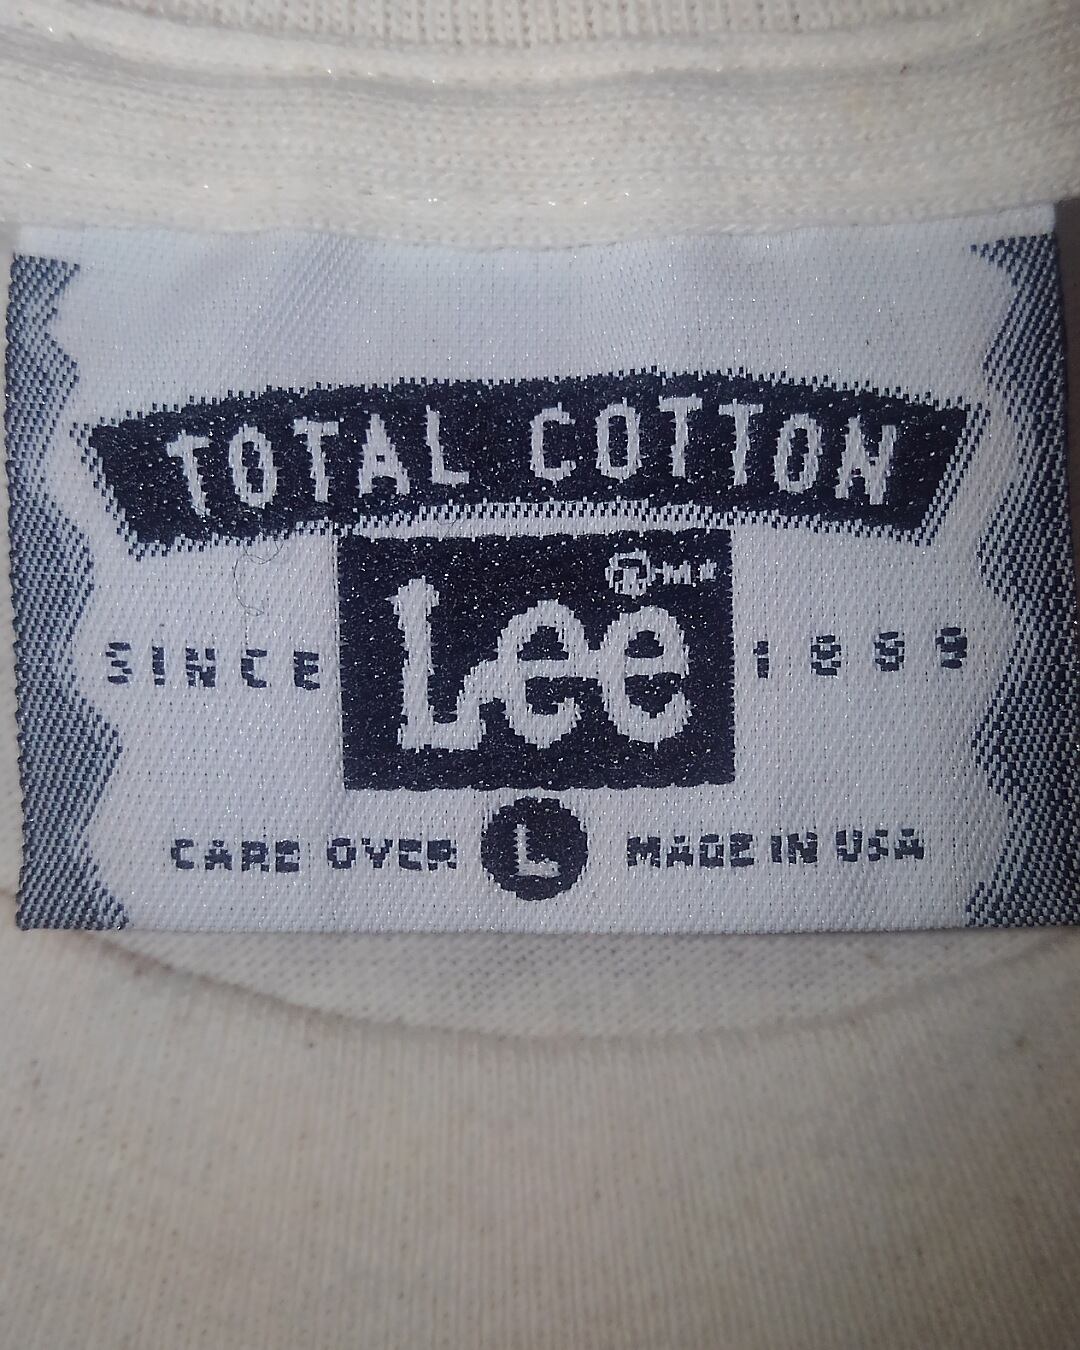 TOTAL COTTON
Lee ® M.R.
SINCE 1889
CARE OVER L MADE IN USA